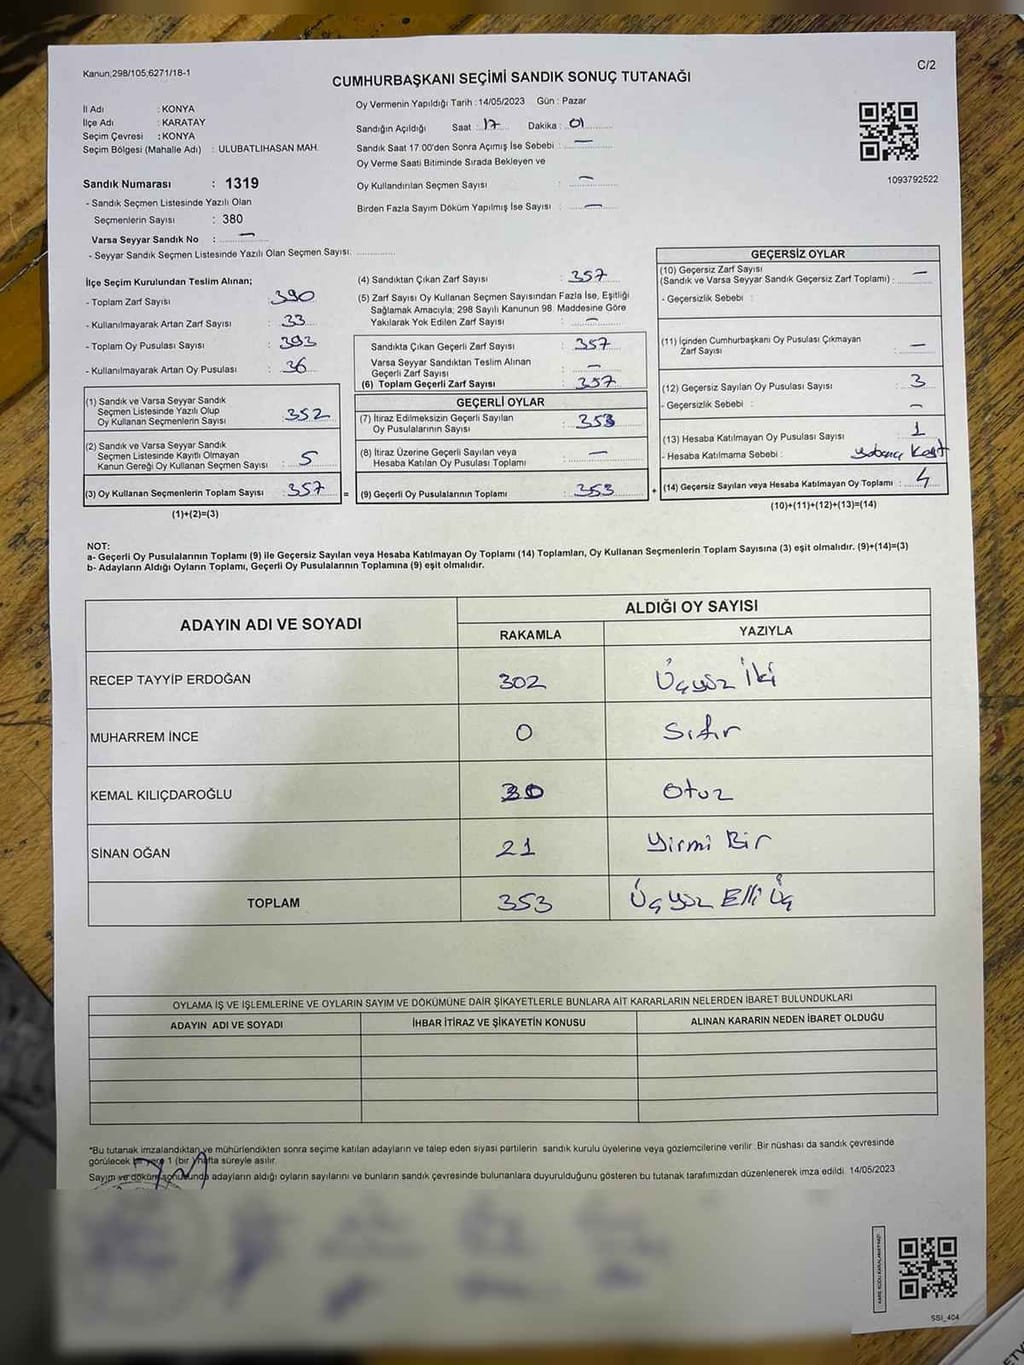 Kanun;298/105;6271/18-1
C/2
CUMHURBAŞKANI SEÇİMİ SANDIK SONUÇ TUTANAĞI
İl Adı : KONYA
İlçe Adı : KARATAY
Seçim Çevresi : KONYA
Seçim Bölgesi (Mahalle Adı) : ULUBATLIHASAN MAH.
Sandık Numarası : 1319
- Sandık Seçmen Listesinde Yazılı Olan
Seçmenlerin Sayısı : 380
Varsa Seyyar Sandık No : —
- Seyyar Sandık Seçmen Listesinde Yazılı Olan Seçmen Sayısı:
Oy Vermenin Yapıldığı Tarih : 14/05/2023 Gün : Pazar
Sandığın Açıldığı Saat : 17 Dakika : 01
Sandık Saat 17.00'den Sonra Açımış İse Sebebi : —
Oy Verme Saati Bitiminde Sırada Bekleyen ve
Oy Kullandırılan Seçmen Sayısı : —
Birden Fazla Sayım Döküm Yapılmış İse Sayısı : —
1093792522
İlçe Seçim Kurulundan Teslim Alınan;
- Toplam Zarf Sayısı : 390
- Kullanılmayarak Artan Zarf Sayısı : 33
- Toplam Oy Pusulası Sayısı : 393
- Kullanılmayarak Artan Oy Pusulası : 36
(1) Sandık ve Varsa Seyyar Sandık
Seçmen Listesinde Yazılı Olup
Oy Kullanan Seçmenlerin Sayısı : 352
(2) Sandık ve Varsa Seyyar Sandık
Seçmen Listesinde Kayıtlı Olmayan
Kanun Gereği Oy Kullanan Seçmen Sayısı : 5
(3) Oy Kullanan Seçmenlerin Toplam Sayısı : 357
(1)+(2)=(3)
(4) Sandıktan Çıkan Zarf Sayısı : 357
(5) Zarf Sayısı Oy Kullanan Seçmen Sayısından Fazla İse, Eşitliği
Sağlamak Amacıyla; 298 Sayılı Kanunun 98. Maddesine Göre
Yakılarak Yok Edilen Zarf Sayısı : —
Sandıkta Çıkan Geçerli Zarf Sayısı : 357
Varsa Seyyar Sandıktan Teslim Alınan
Geçerli Zarf Sayısı : —
(6) Toplam Geçerli Zarf Sayısı : 357
=
GEÇERLİ OYLAR
(7) İtiraz Edilmeksizin Geçerli Sayılan
Oy Pusulalarının Sayısı : 353
(8) İtiraz Üzerine Geçerli Sayılan veya
Hesaba Katılan Oy Pusulası Toplamı : —
(9) Geçerli Oy Pusulalarının Toplamı : 353
+
GEÇERSİZ OYLAR
(10) Geçersiz Zarf Sayısı
(Sandık ve Varsa Seyyar Sandık Geçersiz Zarf Toplamı) : —
- Geçersizlik Sebebi :
(11) İçinden Cumhurbaşkanı Oy Pusulası Çıkmayan
Zarf Sayısı : —
(12) Geçersiz Sayılan Oy Pusulası Sayısı : 3
- Geçersizlik Sebebi : —
(13) Hesaba Katılmayan Oy Pusulası Sayısı : 1
- Hesaba Katılmama Sebebi :
(14) Geçersiz Sayılan veya Hesaba Katılmayan Oy Toplamı : 4
(10)+(11)+(12)+(13)=(14)
NOT:
a- Geçerli Oy Pusulalarının Toplamı (9) ile Geçersiz Sayılan veya Hesaba Katılmayan Oy Toplamı (14) Toplamları, Oy Kullanan Seçmenlerin Toplam Sayısına (3) eşit olmalıdır. (9)+(14)=(3)
b- Adayların Aldığı Oyların Toplamı, Geçerli Oy Pusulalarının Toplamına (9) eşit olmalıdır.
ADAYIN ADI VE SOYADI
ALDIĞI OY SAYISI
RAKAMLA YAZIYLA
RECEP TAYYİP ERDOĞAN 302 Üçyüz İki
MUHARREM İNCE 0 Sıfır
KEMAL KILIÇDAROĞLU 30 Otuz
SİNAN OĞAN 21 Yirmi Bir
TOPLAM 353 Üçyüz Elli Üç
OYLAMA İŞ VE İŞLEMLERİNE VE OYLARIN SAYIM VE DÖKÜMÜNE DAİR ŞİKAYETLERLE BUNLARA AİT KARARLARIN NELERDEN İBARET BULUNDUKLARI
ADAYIN ADI VE SOYADI İHBAR İTİRAZ VE ŞİKAYETİN KONUSU ALINAN KARARIN NEDEN İBARET OLDUĞU
*Bu tutanak imzalandıktan ve mühürlendikten sonra seçime katılan adayların ve talep eden siyasi partilerin sandık kurulu üyelerine veya gözlemcilerine verilir. Bir nüshası da sandık çevresinde
görülecek bir yere 1 (bir) hafta süreyle asılır.
Sayım ve döküm sonucunda adayların aldığı oyların sayılarını ve bunların sandık çevresinde bulunanlara duyurulduğunu gösteren bu tutanak tarafımızdan düzenlenerek imza edildi. 14/05/2023
SSI_404